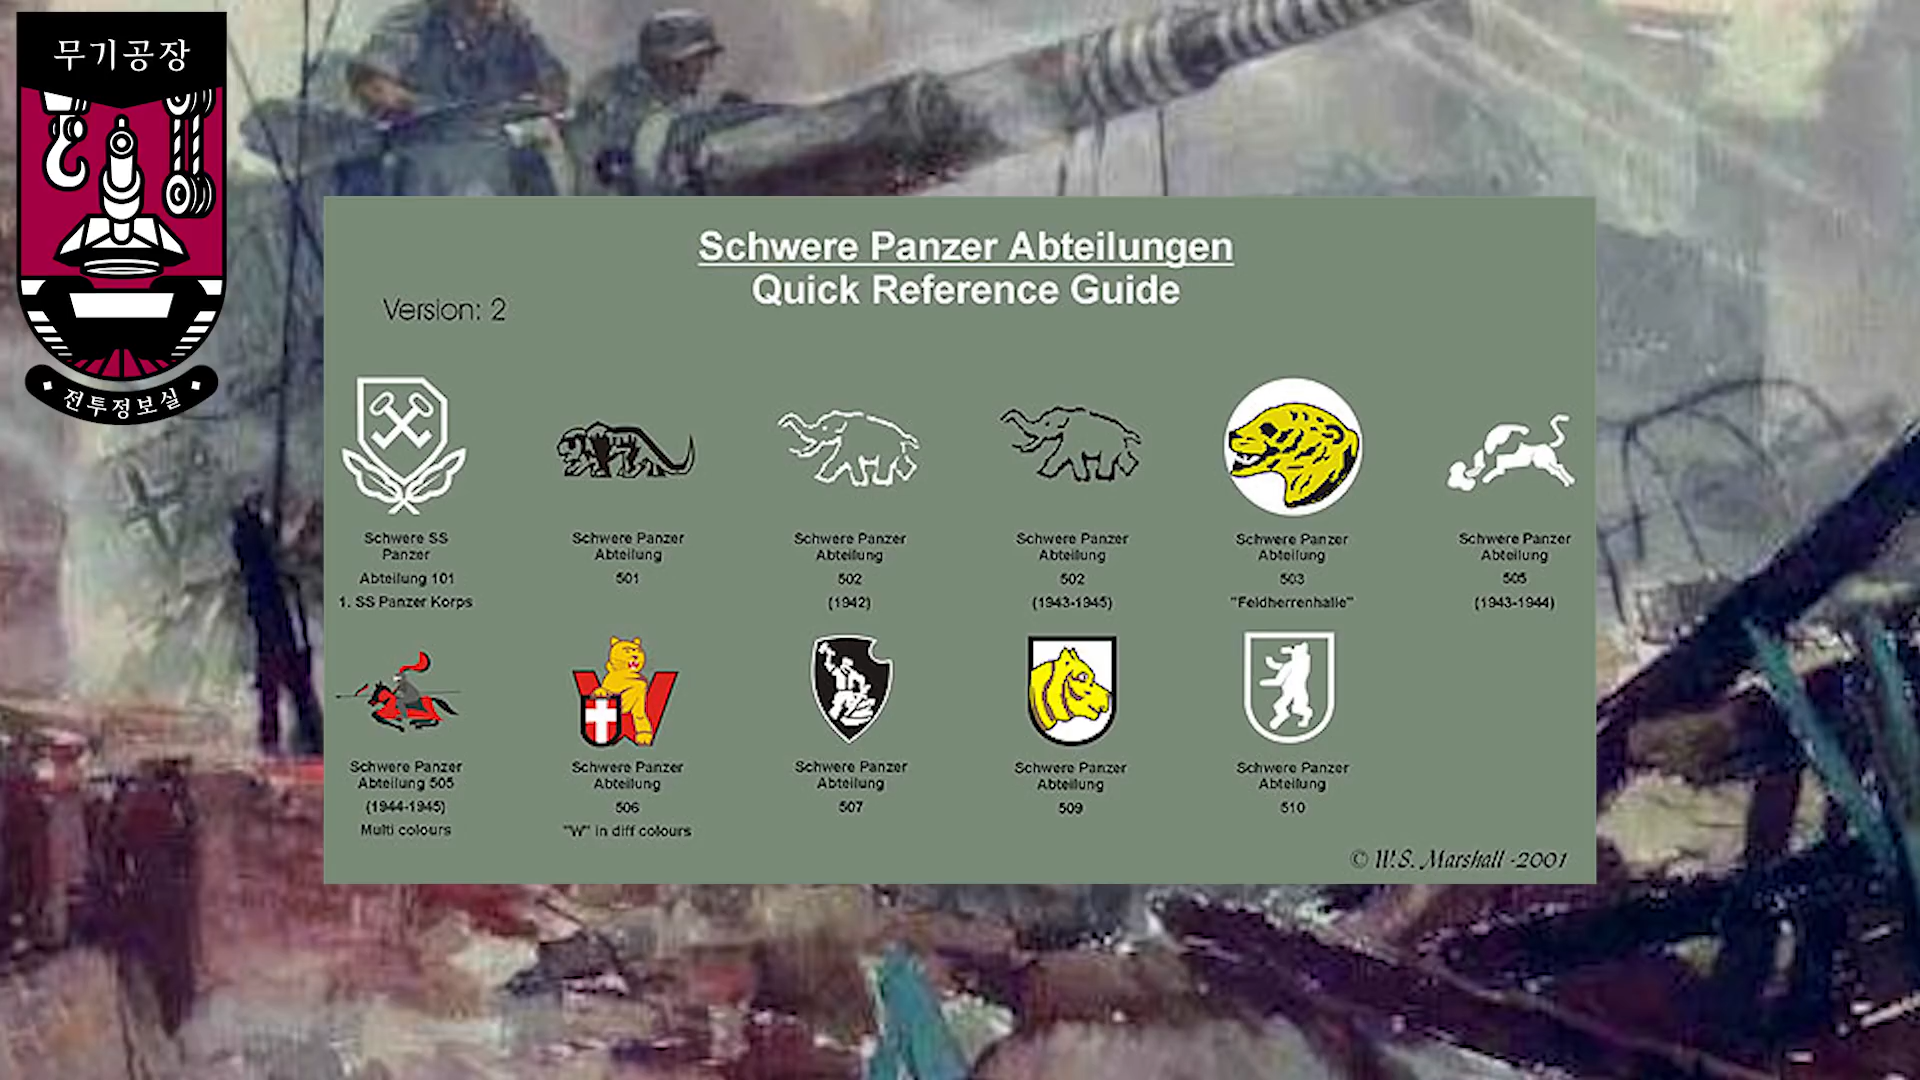 무기공장
전투정보실
Schwere Panzer Abteilungen
Quick Reference Guide
Version: 2
Schwere SS
Panzer
Abteilung 101
1. SS Panzer Korps
Schwere Panzer
Abteilung
501
Schwere Panzer
Abteilung
502
(1942)
Schwere Panzer
Abteilung
502
(1943-1945)
Schwere Panzer
Abteilung
503
"Feldherrenhalle"
Schwere Panzer
Abteilung
505
(1943-1944)
Schwere Panzer
Abteilung 505
(1944-1945)
Multi colours
W
Schwere Panzer
Abteilung
506
"W" in diff colours
Schwere Panzer
Abteilung
507
Schwere Panzer
Abteilung
509
Schwere Panzer
Abteilung
510
© W.S. Marshall -2001